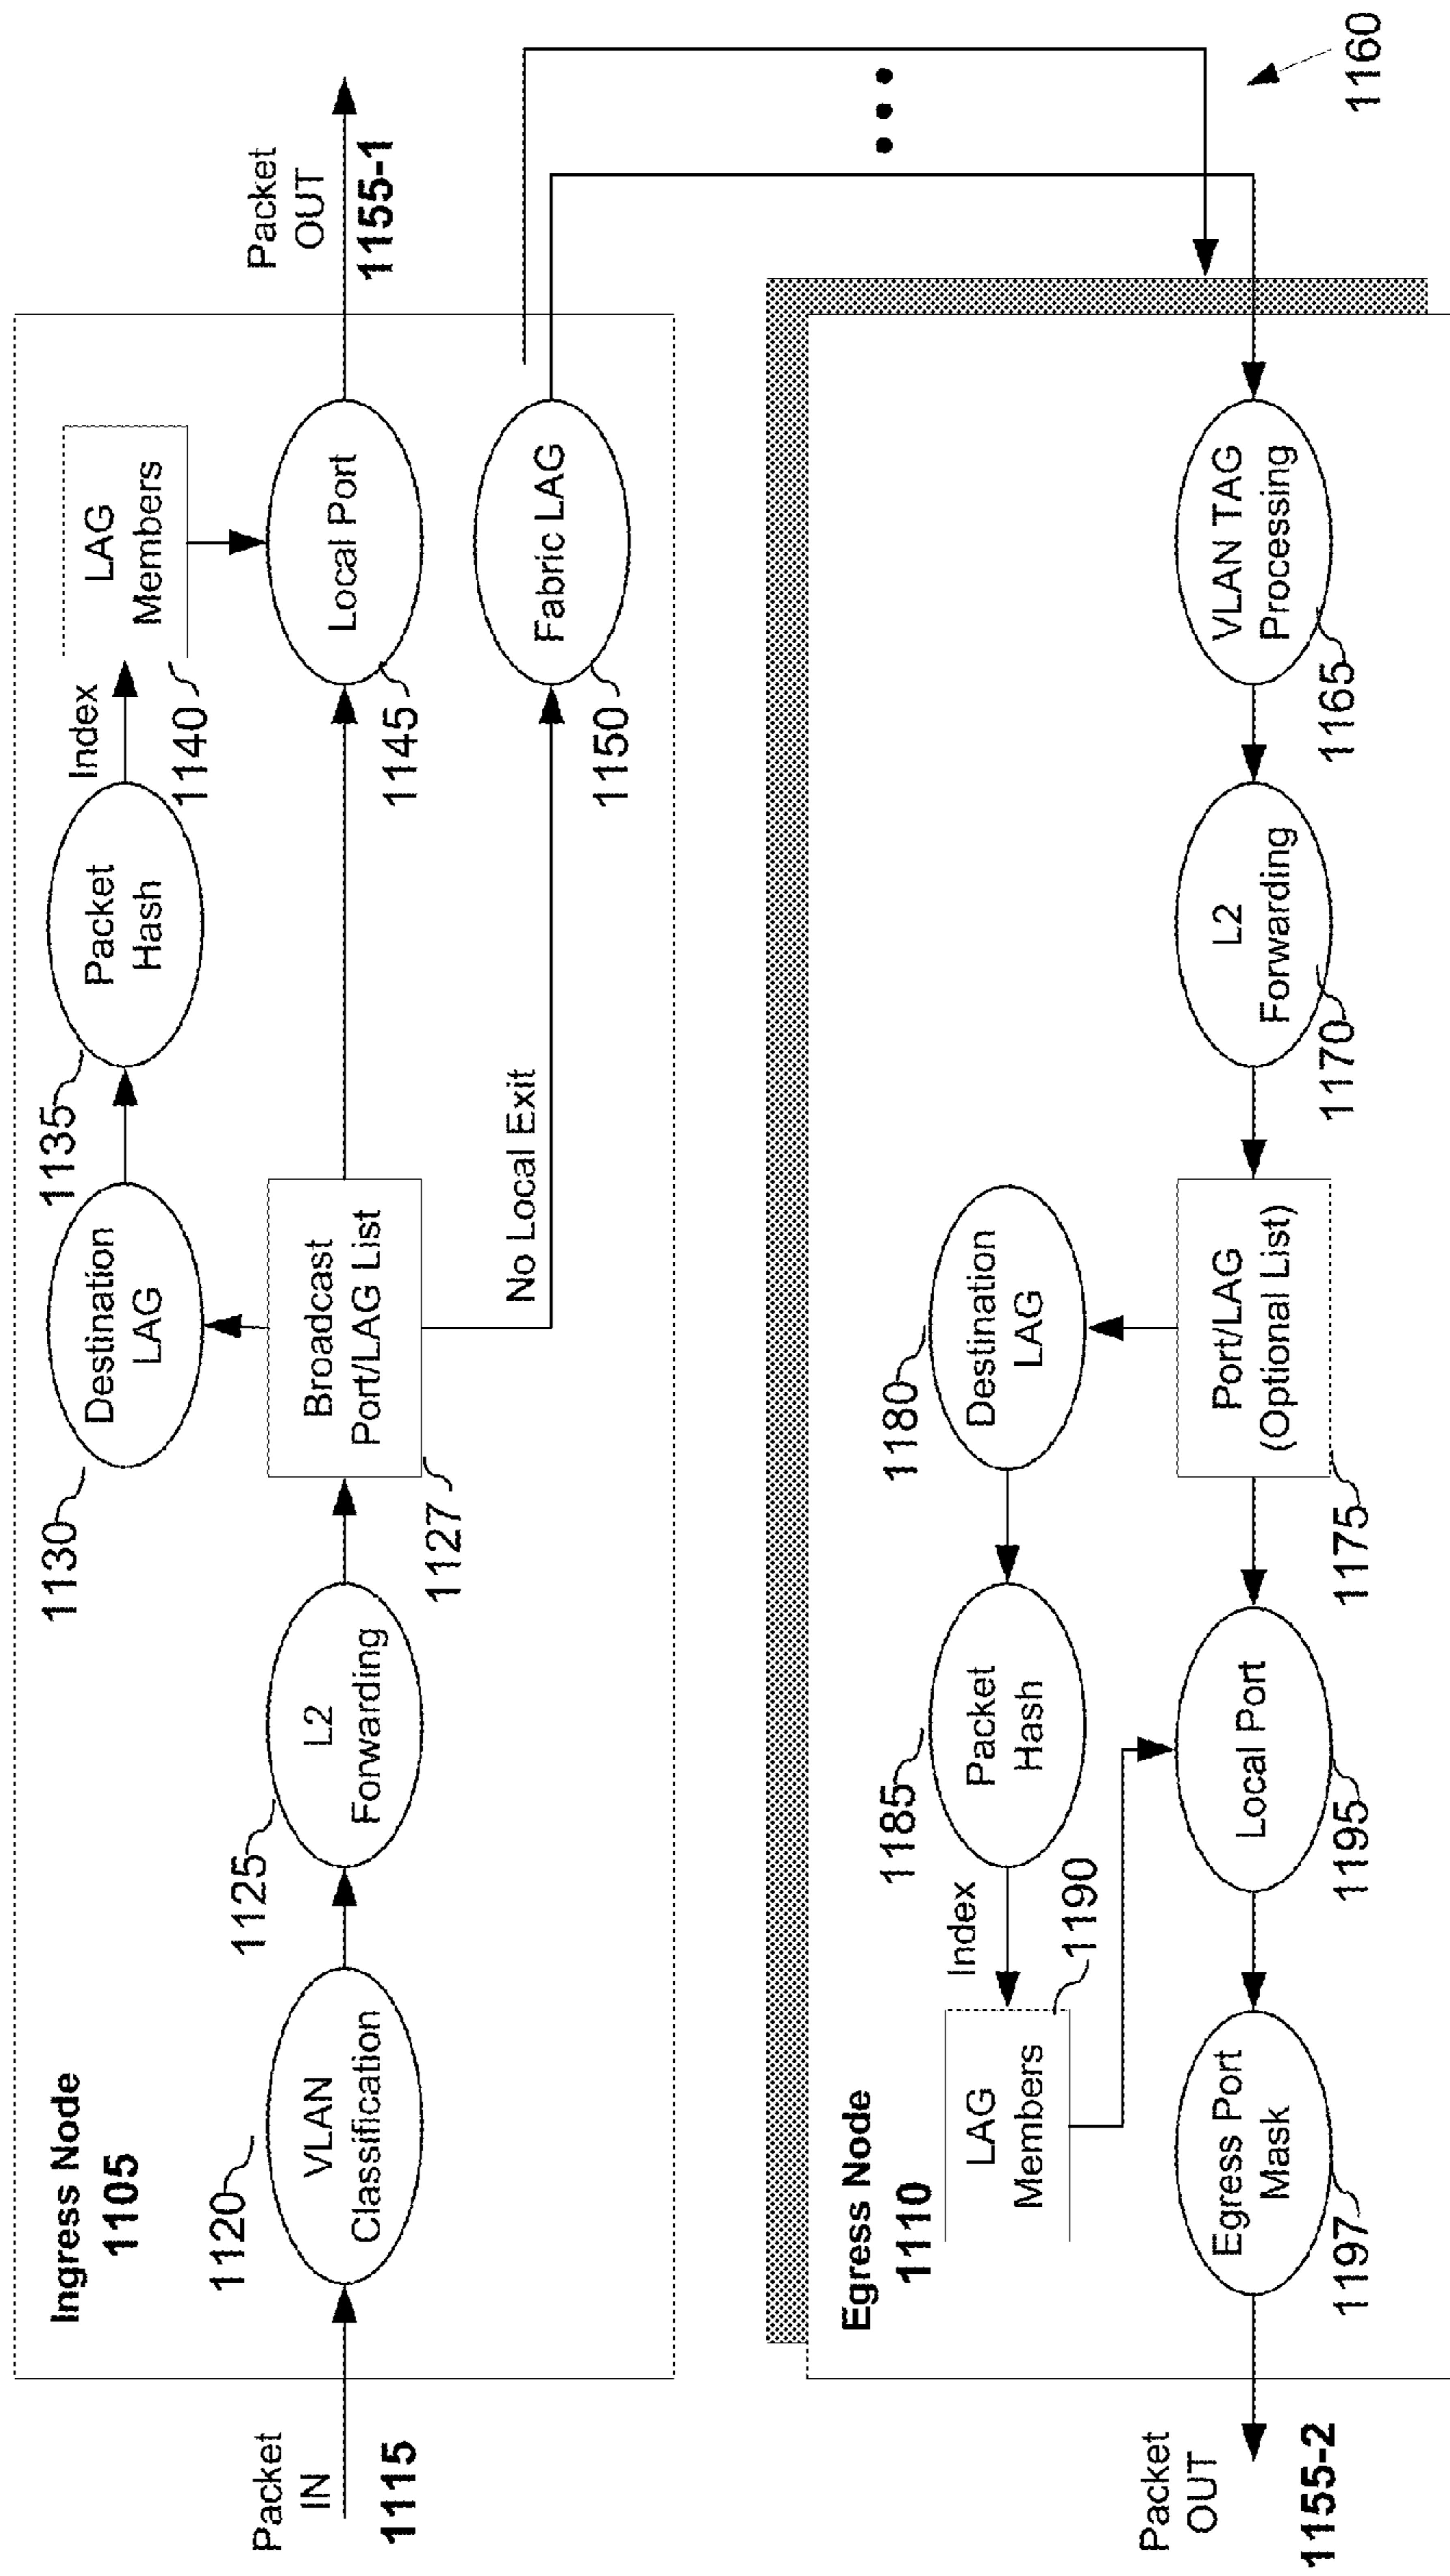 Ingress Node
1105
Packet
IN
1115
1120
VLAN
Classification
1125
L2
Forwarding
1127
Broadcast
Port/LAG List
1130
Destination
LAG
1135
Packet
Hash
Index
1140
LAG
Members
1145
Local Port
No Local Exit
1150
Fabric LAG
Packet
OUT
1155-1
1160
Egress Node
1110
1165
VLAN TAG
Processing
1170
L2
Forwarding
1175
Port/LAG
(Optional List)
1180
Destination
LAG
1185
Packet
Hash
Index
1190
LAG
Members
1195
Local Port
1197
Egress Port
Mask
Packet
OUT
1155-2